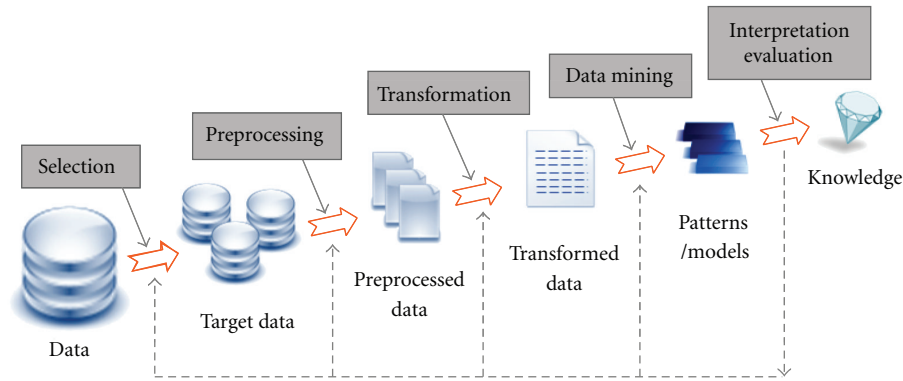 Interpretation
evaluation
Data mining
Transformation
Preprocessing
Selection
Knowledge
Patterns
/models
Transformed
data
Preprocessed
data
Target data
Data